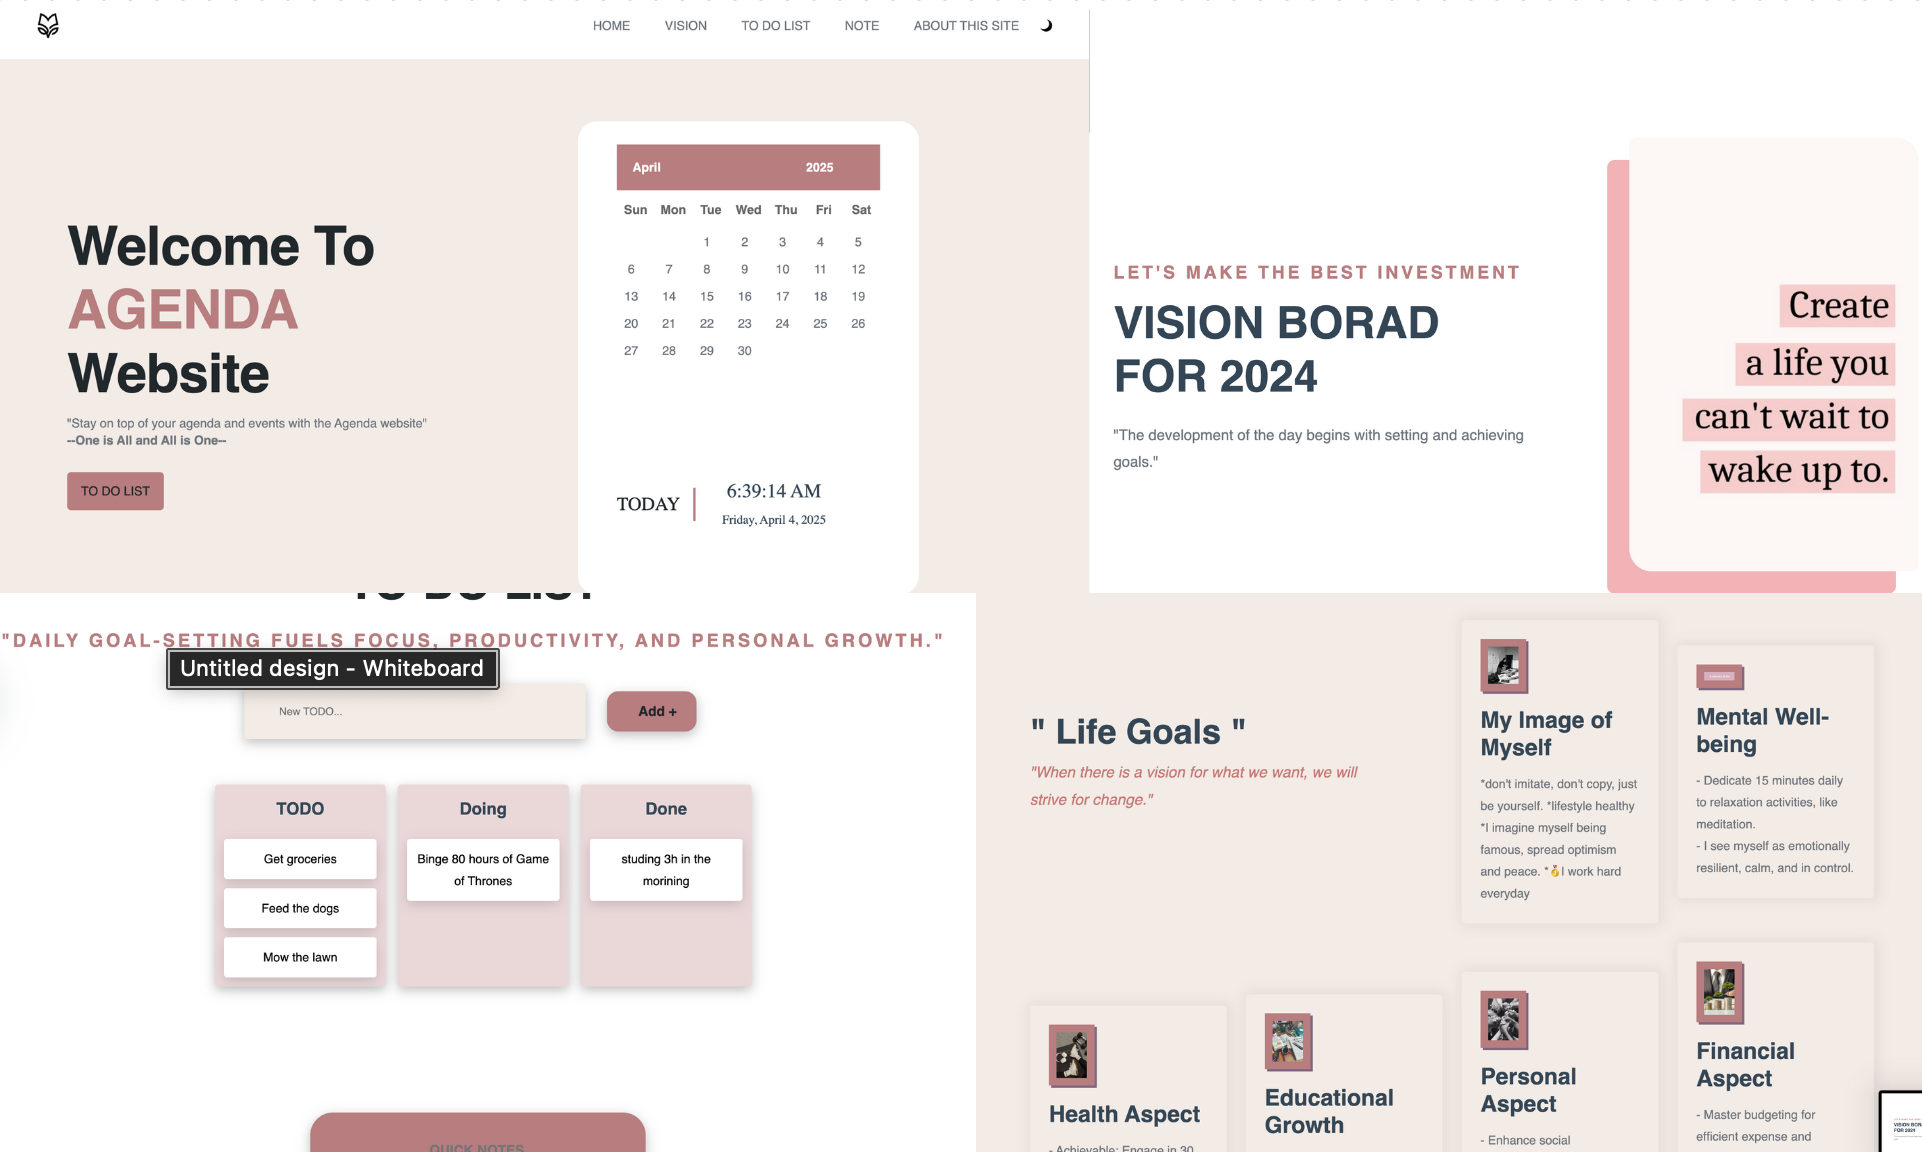 HOME VISION TO DO LIST NOTE ABOUT THIS SITE
Welcome To
AGENDA
Website
"Stay on top of your agenda and events with the Agenda website"
--One is All and All is One--
TO DO LIST
April 2025
Sun Mon Tue Wed Thu Fri Sat
1 2 3 4 5
6 7 8 9 10 11 12
13 14 15 16 17 18 19
20 21 22 23 24 25 26
27 28 29 30
TODAY
6:39:14 AM
Friday, April 4, 2025
LET'S MAKE THE BEST INVESTMENT
VISION BORAD
FOR 2024
"The development of the day begins with setting and achieving
goals."
Create
a life you
can't wait to
wake up to.
TO DO LIST
"DAILY GOAL-SETTING FUELS FOCUS, PRODUCTIVITY, AND PERSONAL GROWTH."
Untitled design - Whiteboard
New TODO...
Add +
TODO
Get groceries
Feed the dogs
Mow the lawn
Doing
Binge 80 hours of Game
of Thrones
Done
studing 3h in the
morining
QUICK NOTES
" Life Goals "
"When there is a vision for what we want, we will
strive for change."
My Image of
Myself
*don't imitate, don't copy, just
be yourself. *lifestyle healthy
*I imagine myself being
famous, spread optimism
and peace. *🏅I work hard
everyday
Mental Well-
being
- Dedicate 15 minutes daily
to relaxation activities, like
meditation.
- I see myself as emotionally
resilient, calm, and in control.
Health Aspect
- Achievable: Engage in 30
Educational
Growth
Personal
Aspect
- Enhance social
Financial
Aspect
- Master budgeting for
efficient expense and
VISION BOR
FOR 2024